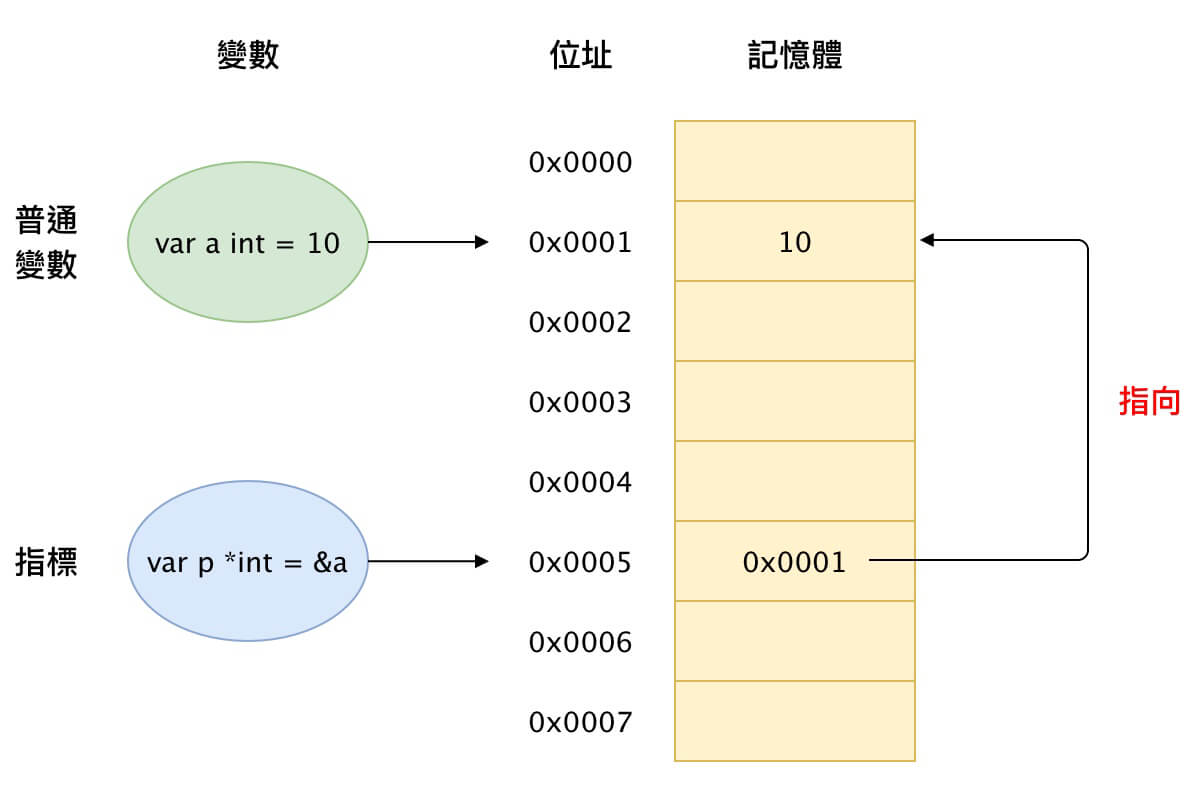 變數
位址
記憶體
0x0000
普通
變數
var a int = 10
0x0001
10
0x0002
0x0003
指向
0x0004
指標
var p *int = &a
0x0005
0x0001
0x0006
0x0007